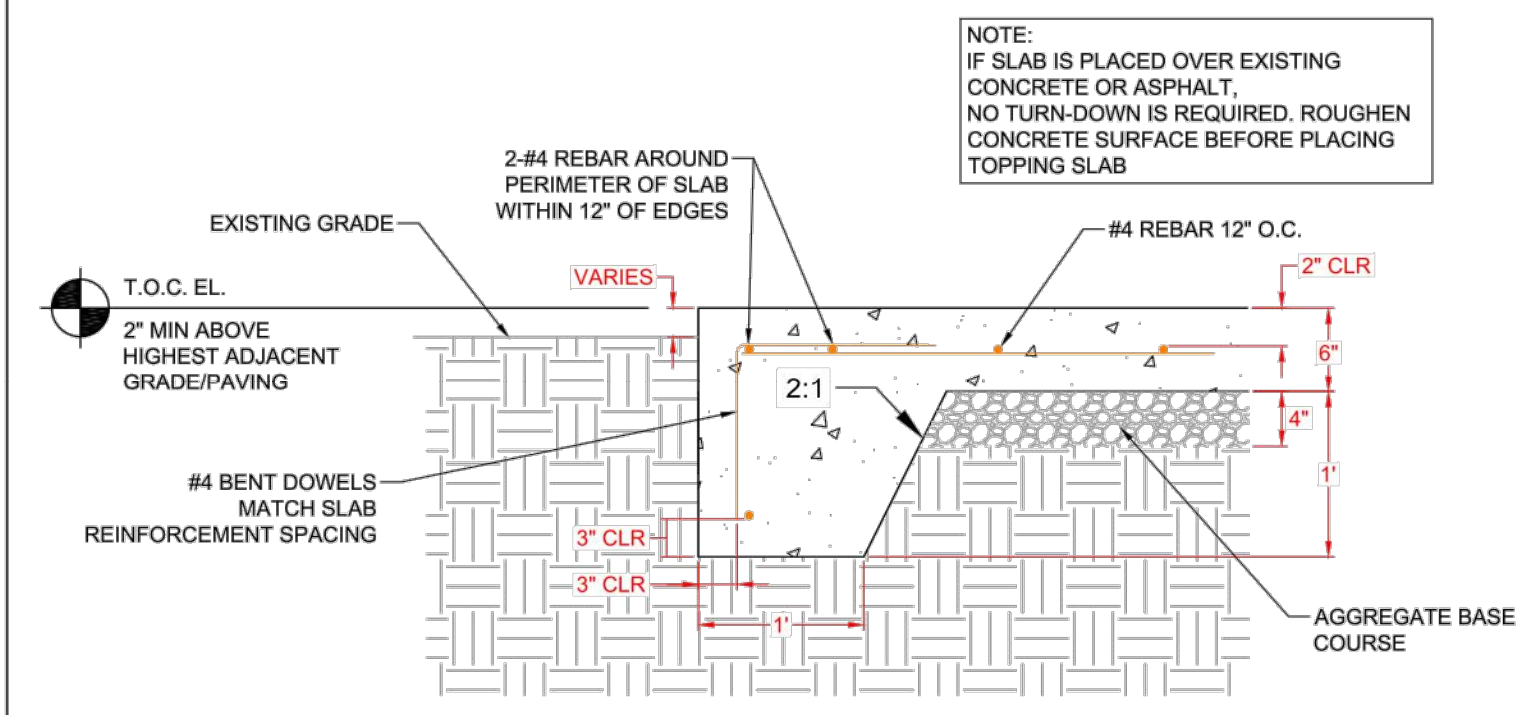 NOTE:
IF SLAB IS PLACED OVER EXISTING
CONCRETE OR ASPHALT,
NO TURN-DOWN IS REQUIRED. ROUGHEN
CONCRETE SURFACE BEFORE PLACING
TOPPING SLAB
2-#4 REBAR AROUND
PERIMETER OF SLAB
WITHIN 12" OF EDGES
EXISTING GRADE
#4 REBAR 12" O.C.
VARIES
2" CLR
T.O.C. EL.
2" MIN ABOVE
HIGHEST ADJACENT
GRADE/PAVING
6"
2:1
4"
1'
#4 BENT DOWELS
MATCH SLAB
REINFORCEMENT SPACING
3" CLR
3" CLR
1'
AGGREGATE BASE
COURSE